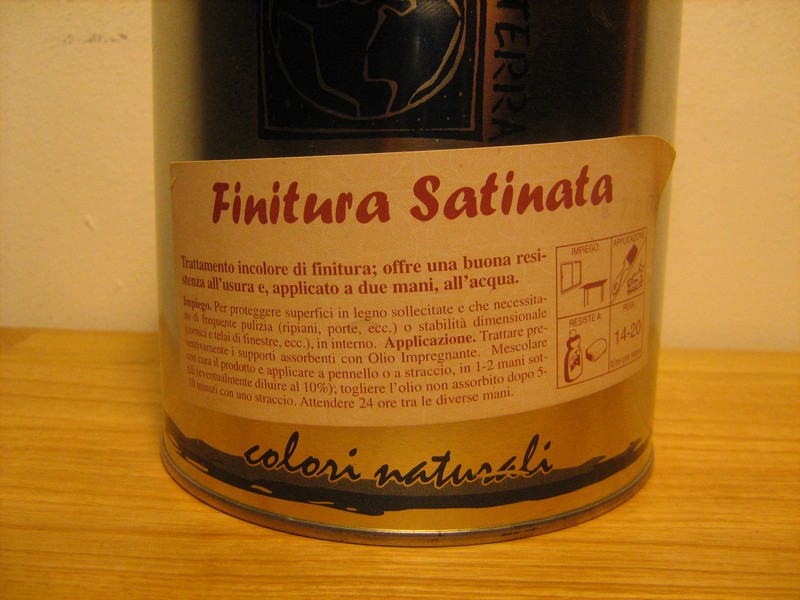 TERRA
Finitura Satinata
Trattamento incolore di finitura; offre una buona resi-
stenza all'usura e, applicato a due mani, all'acqua.
Impiego. Per proteggere superfici in legno sollecitate e che necessita-
no di frequente pulizia (ripiani, porte, ecc.) o stabilità dimensionale
(cornici e telai di finestre, ecc.), in interno. Applicazione. Trattare pre-
ventivamente i supporti assorbenti con Olio Impregnante. Mescolare
con cura il prodotto e applicare a pennello o a straccio, in 1-2 mani sot-
tili (eventualmente diluire al 10%); togliere l'olio non assorbito dopo 5-
10 minuti con uno straccio. Attendere 24 ore tra le diverse mani.
IMPIEGO:
APPLICAZIONE
RESISTE A
RESA:
14-20
colori naturali